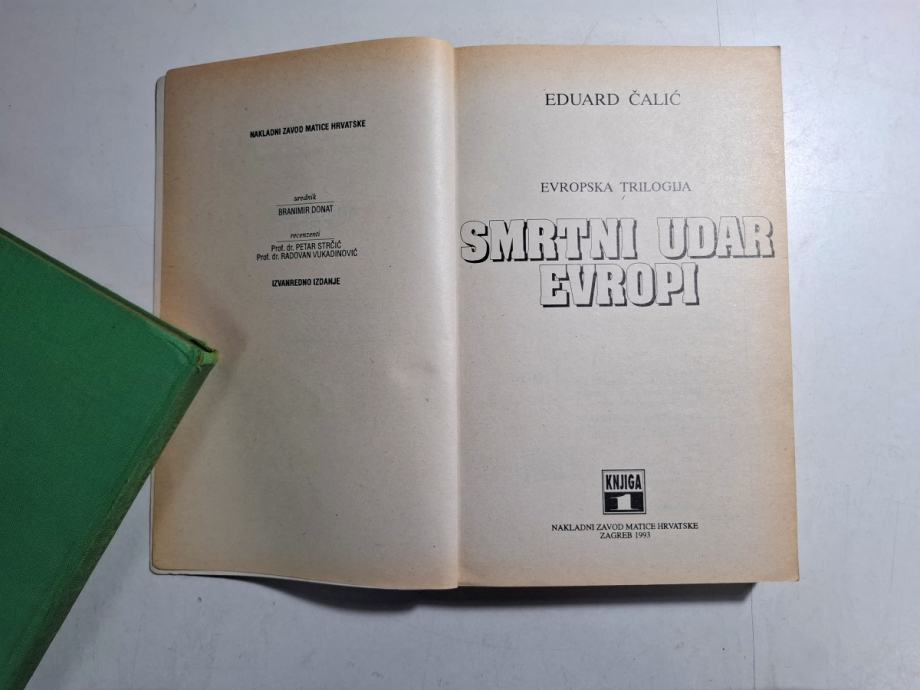 NAKLADNI ZAVOD MATICE HRVATSKE
urednik
BRANIMIR DONAT
recenzenti
Prof. dr. PETAR STRČIĆ
Prof. dr. RADOVAN VUKADINOVIĆ
IZVANREDNO IZDANJE
EDUARD ČALIĆ
EVROPSKA TRILOGIJA
SMRTNI UDAR
EVROPI
KNJIGA
1
NAKLADNI ZAVOD MATICE HRVATSKE
ZAGREB 1993